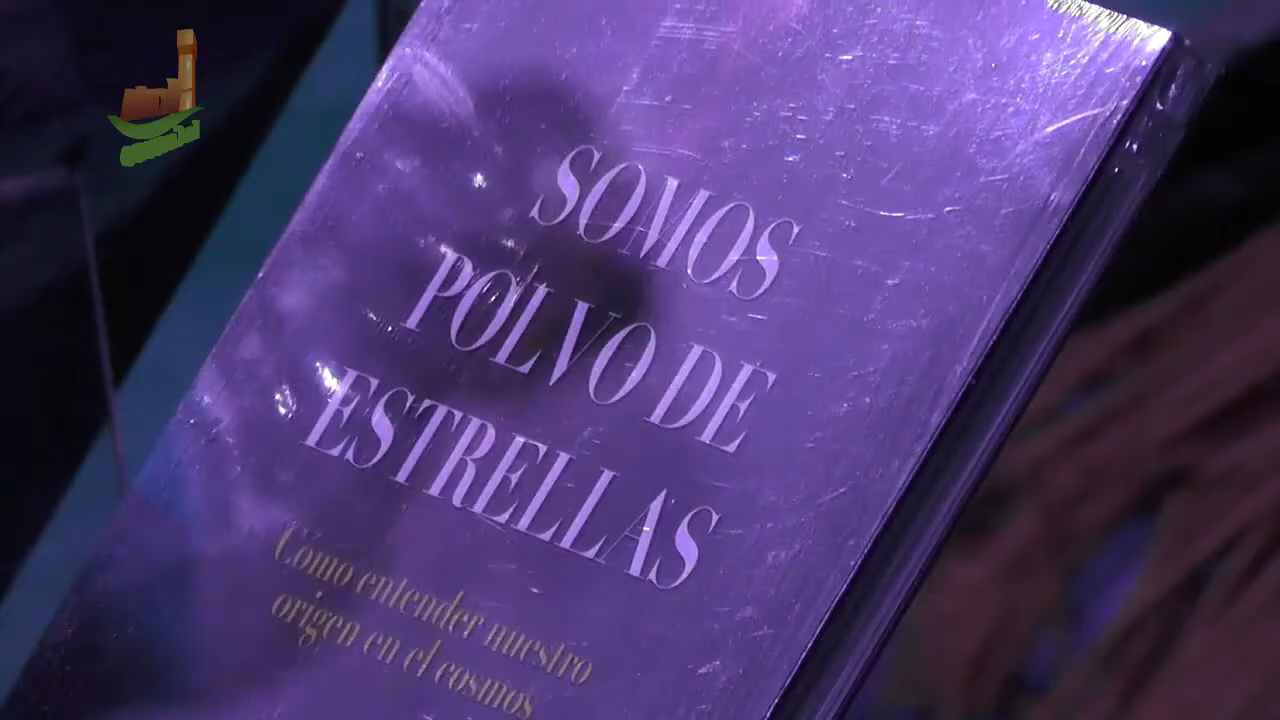 SOMOS
POLVO DE
ESTRELLAS
Cómo entender nuestro
origen en el cosmos